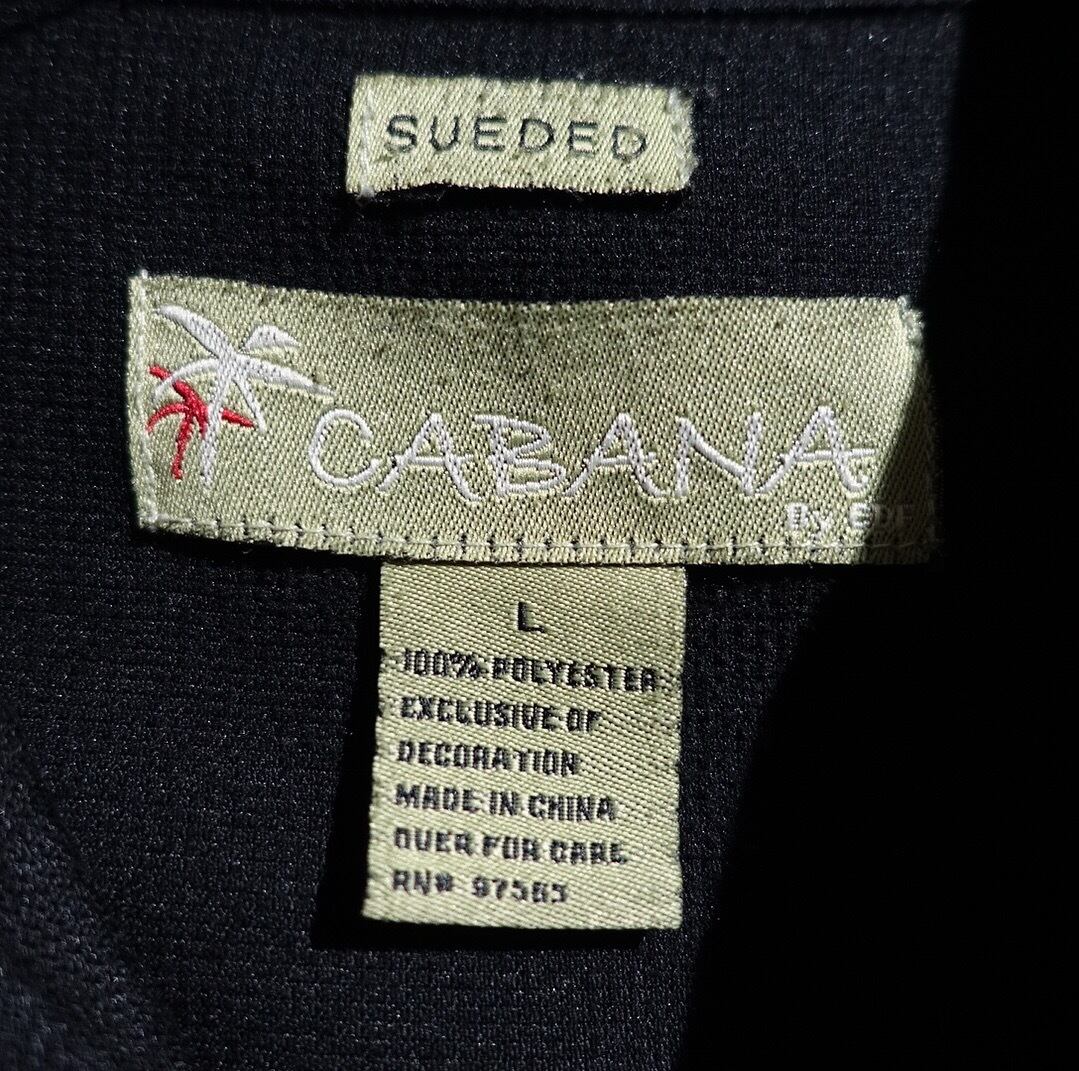 SUEDED
CABANA
By
L
100% POLYESTER
EXCLUSIVE OF
DECORATION
MADE IN CHINA
OVER FOR CARE
RN# 97565